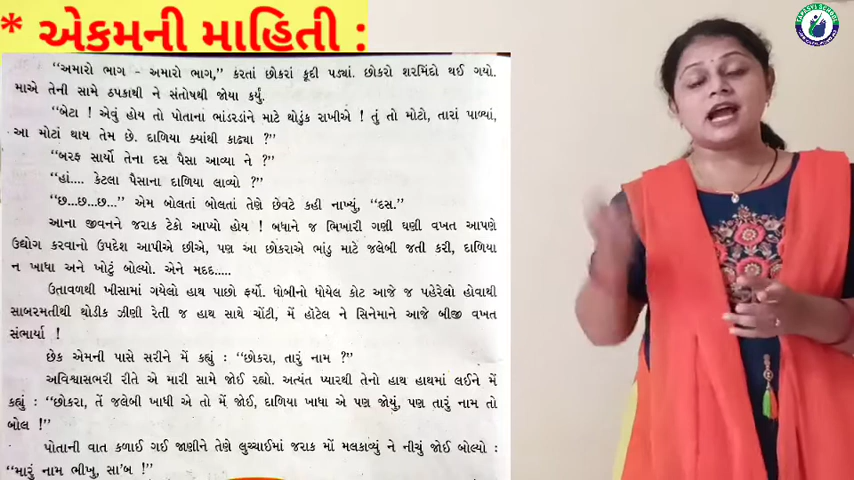 * એકમની માહિતી :
“અમારો ભાગ - અમારો ભાગ,” કરતાં છોકરાં કૂદી પડ્યાં. છોકરો શરમિંદો થઈ ગયો.
માએ તેની સામે ઠપકાથી ને સંતોષથી જોયા કર્યું.
“બેટા ! એવું હોય તો પોતાનાં ભાંડરડાંને માટે થોડુંક રાખીએ ! તું તો મોટો, તારાં પાળ્યાં,
આ મોટાં થાય તેમ છે. દાળિયા ક્યાંથી કાઢ્યા ?”
“બરફ સાર્યો તેના દસ પૈસા આવ્યા ને ?”
“હાં.... કેટલા પૈસાના દાળિયા લાવ્યો ?”
“છ...છ...છ...” એમ બોલતાં બોલતાં તેણે છેવટે કહી નાખ્યું, “દસ.”
આના જીવનને જરાક ટેકો આપ્યો હોય ! બધાને જ ભિખારી ગણી ઘણી વખત આપણે
ઉદ્યોગ કરવાનો ઉપદેશ આપીએ છીએ, પણ આ છોકરાએ ભાંડુ માટે જલેબી જતી કરી, દાળિયા
ન ખાધા અને ખોટું બોલ્યો. એને મદદ.....
ઉતાવળથી ખીસામાં ગયેલો હાથ પાછો ફર્યો. ધોબીનો ધોયેલ કોટ આજે જ પહેરેલો હોવાથી
સાબરમતીથી થોડીક ઝીણી રેતી જ હાથ સાથે ચોંટી, મેં હૉટેલ ને સિનેમાને આજે બીજી વખત
સંભાર્યા !
છેક એમની પાસે સરીને મેં કહ્યું : “છોકરા, તારું નામ ?”
અવિશ્વાસભરી રીતે એ મારી સામે જોઈ રહ્યો. અત્યંત પ્યારથી તેનો હાથ હાથમાં લઈને મેં
કહ્યું : “છોકરા, તેં જલેબી ખાધી એ તો મેં જોઈ, દાળિયા ખાધા એ પણ જોયું, પણ તારું નામ તો
બોલ !”
પોતાની વાત કળાઈ ગઈ જાણીને તેણે લુચ્ચાઈમાં જરાક મોં મલકાવ્યું ને નીચું જોઈ બોલ્યો :
“મારું નામ ભીખુ, સા’બ !”
TAPASVI SCHOOL